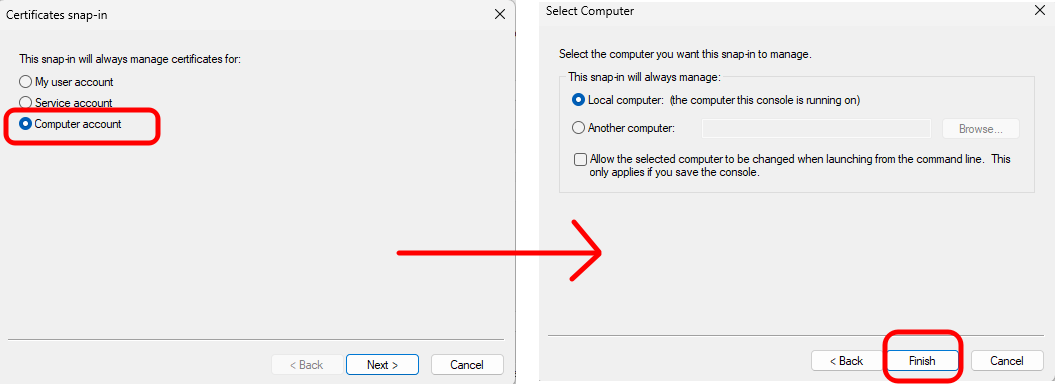 Certificates snap-in
This snap-in will always manage certificates for:
My user account
Service account
Computer account
< Back
Next >
Cancel
Select Computer
Select the computer you want this snap-in to manage.
This snap-in will always manage:
Local computer: (the computer this console is running on)
Another computer:
Browse...
Allow the selected computer to be changed when launching from the command line. This
only applies if you save the console.
< Back
Finish
Cancel